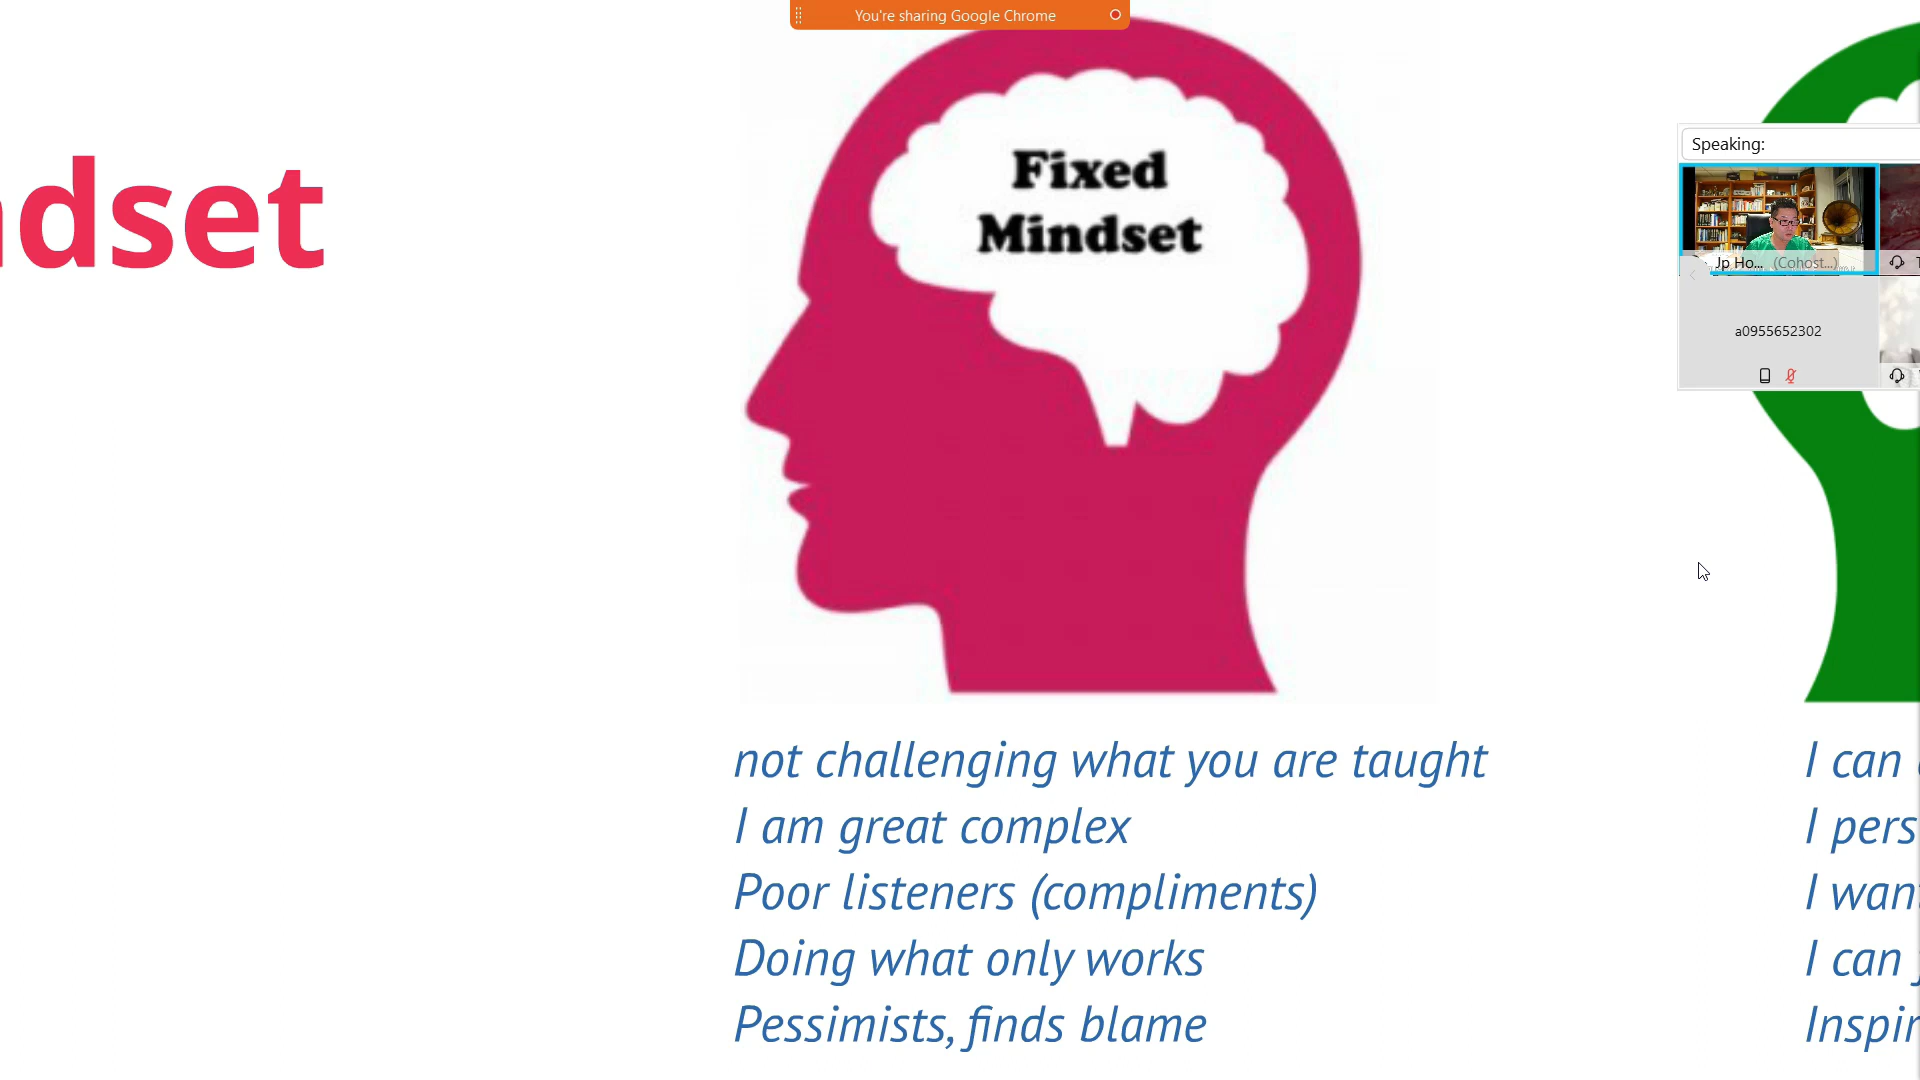 You're sharing Google Chrome
Fixed
Mindset
dset
Speaking:
Jp Ho... (Cohost...)
a0955652302
not challenging what you are taught
I am great complex
Poor listeners (compliments)
Doing what only works
Pessimists, finds blame
I can
I pers
I wan
I can
Inspir